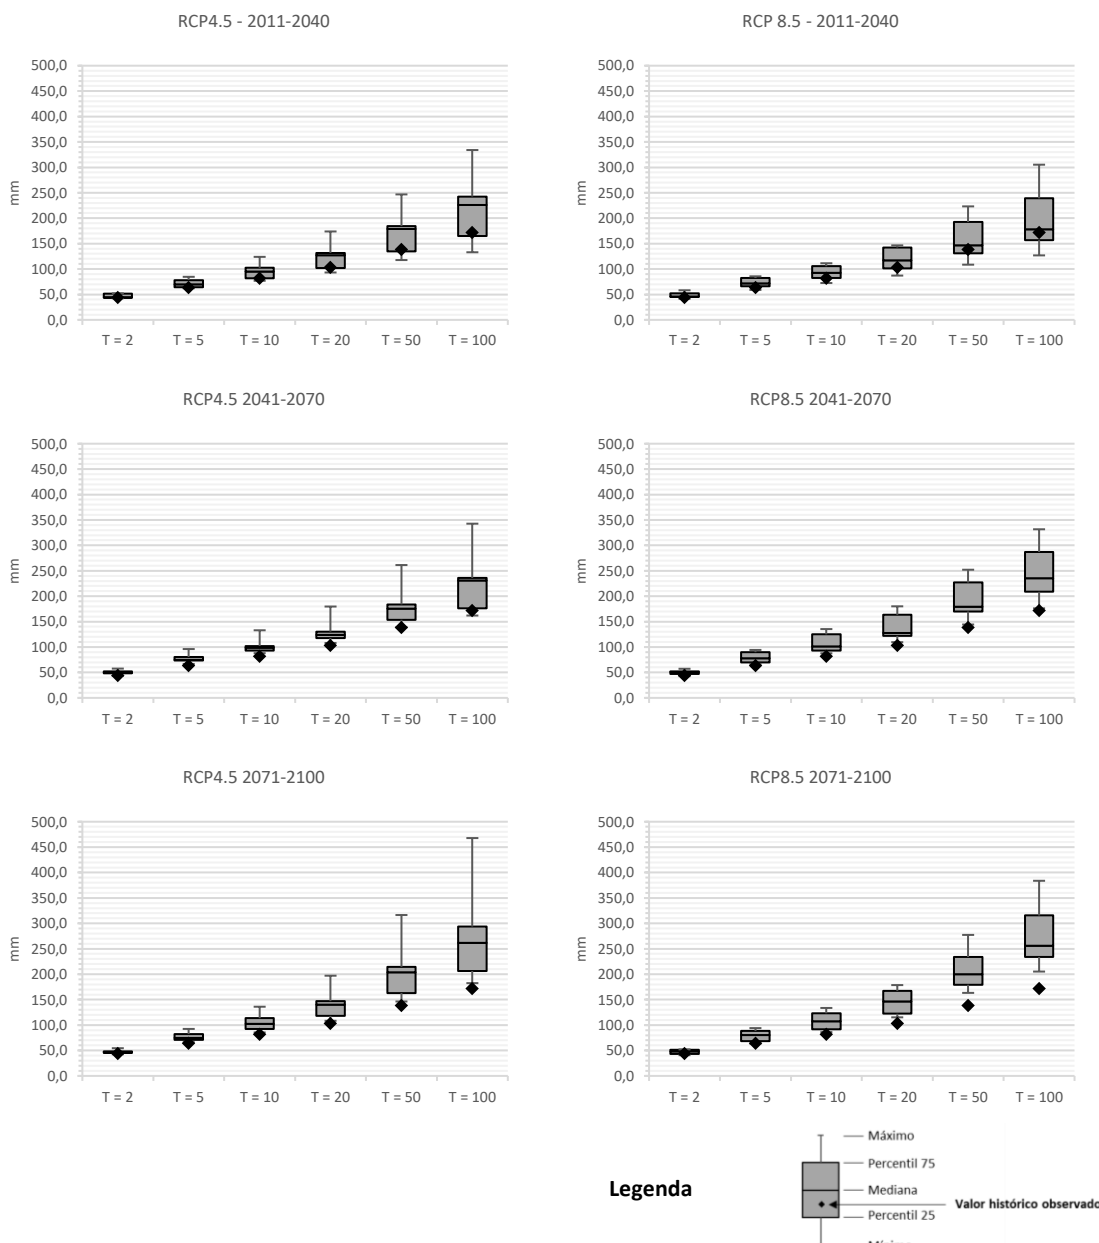 RCP4.5 - 2011-2040
500,0
450,0
400,0
350,0
300,0
250,0
200,0
150,0
100,0
50,0
0,0
mm
T = 2 T = 5 T = 10 T = 20 T = 50 T = 100
RCP 8.5 - 2011-2040
500,0
450,0
400,0
350,0
300,0
250,0
200,0
150,0
100,0
50,0
0,0
mm
T = 2 T = 5 T = 10 T = 20 T = 50 T = 100
RCP4.5 2041-2070
500,0
450,0
400,0
350,0
300,0
250,0
200,0
150,0
100,0
50,0
0,0
mm
T = 2 T = 5 T = 10 T = 20 T = 50 T = 100
RCP8.5 2041-2070
500,0
450,0
400,0
350,0
300,0
250,0
200,0
150,0
100,0
50,0
0,0
mm
T = 2 T = 5 T = 10 T = 20 T = 50 T = 100
RCP4.5 2071-2100
500,0
450,0
400,0
350,0
300,0
250,0
200,0
150,0
100,0
50,0
0,0
mm
T = 2 T = 5 T = 10 T = 20 T = 50 T = 100
RCP8.5 2071-2100
500,0
450,0
400,0
350,0
300,0
250,0
200,0
150,0
100,0
50,0
0,0
mm
T = 2 T = 5 T = 10 T = 20 T = 50 T = 100
Legenda
Máximo
Percentil 75
Mediana
Valor histórico observado
Percentil 25